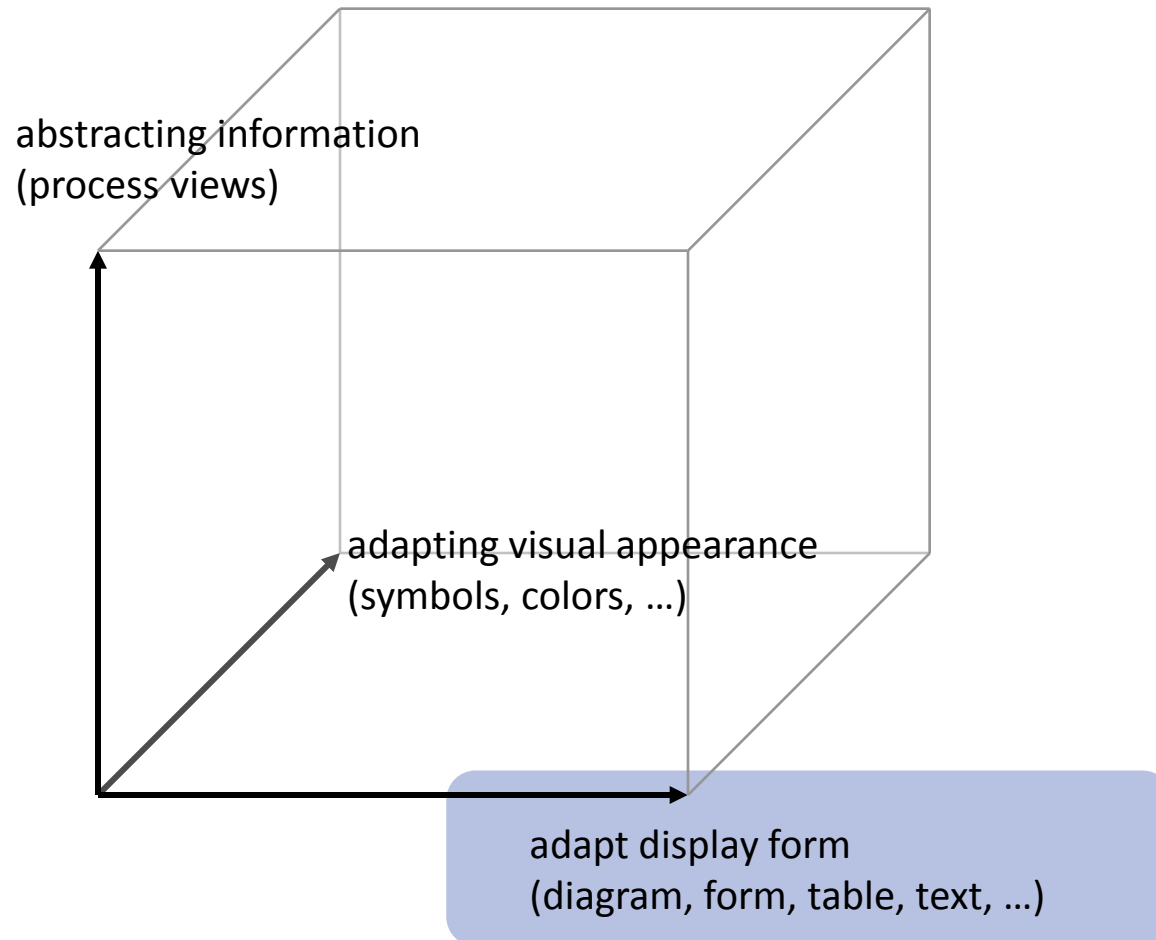 abstracting information
(process views)
adapting visual appearance
(symbols, colors, …)
adapt display form
(diagram, form, table, text, …)